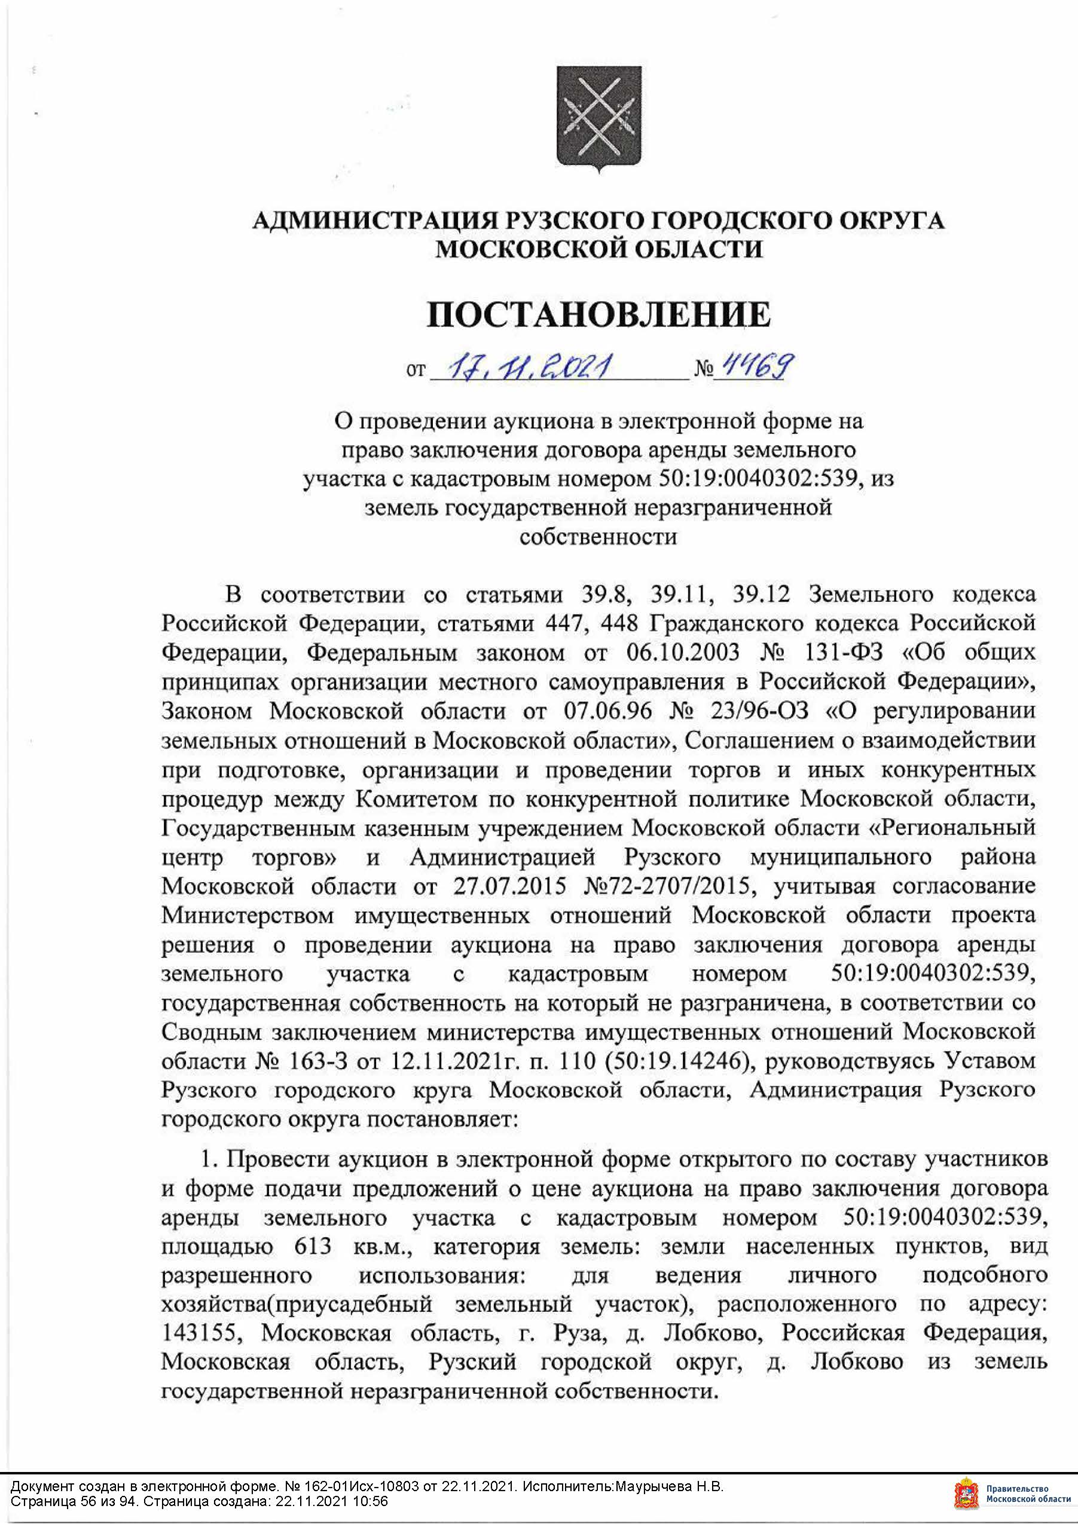 АДМИНИСТРАЦИЯ РУЗСКОГО ГОРОДСКОГО ОКРУГА
МОСКОВСКОЙ ОБЛАСТИ
ПОСТАНОВЛЕНИЕ
от 17.11.2021 № 4469
О проведении аукциона в электронной форме на
право заключения договора аренды земельного
участка с кадастровым номером 50:19:0040302:539, из
земель государственной неразграниченной
собственности
В соответствии со статьями 39.8, 39.11, 39.12 Земельного кодекса
Российской Федерации, статьями 447, 448 Гражданского кодекса Российской
Федерации, Федеральным законом от 06.10.2003 № 131-ФЗ «Об общих
принципах организации местного самоуправления в Российской Федерации»,
Законом Московской области от 07.06.96 № 23/96-ОЗ «О регулировании
земельных отношений в Московской области», Соглашением о взаимодействии
при подготовке, организации и проведении торгов и иных конкурентных
процедур между Комитетом по конкурентной политике Московской области,
Государственным казенным учреждением Московской области «Региональный
центр торгов» и Администрацией Рузского муниципального района
Московской области от 27.07.2015 №72-2707/2015, учитывая согласование
Министерством имущественных отношений Московской области проекта
решения о проведении аукциона на право заключения договора аренды
земельного участка с кадастровым номером 50:19:0040302:539,
государственная собственность на который не разграничена, в соответствии со
Сводным заключением министерства имущественных отношений Московской
области № 163-З от 12.11.2021г. п. 110 (50:19.14246), руководствуясь Уставом
Рузского городского круга Московской области, Администрация Рузского
городского округа постановляет:
1. Провести аукцион в электронной форме открытого по составу участников
и форме подачи предложений о цене аукциона на право заключения договора
аренды земельного участка с кадастровым номером 50:19:0040302:539,
площадью 613 кв.м., категория земель: земли населенных пунктов, вид
разрешенного использования: для ведения личного подсобного
хозяйства(приусадебный земельный участок), расположенного по адресу:
143155, Московская область, г. Руза, д. Лобково, Российская Федерация,
Московская область, Рузский городской округ, д. Лобково из земель
государственной неразграниченной собственности.
Документ создан в электронной форме. № 162-01Исх-10803 от 22.11.2021. Исполнитель:Маурычева Н.В.
Страница 56 из 94. Страница создана: 22.11.2021 10:56
Правительство
Московской области